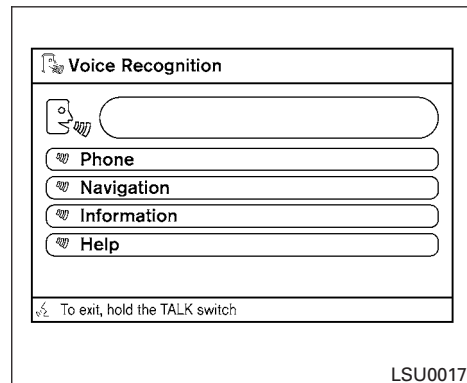 Voice Recognition
Phone
Navigation
Information
Help
To exit, hold the TALK switch
LSU0017